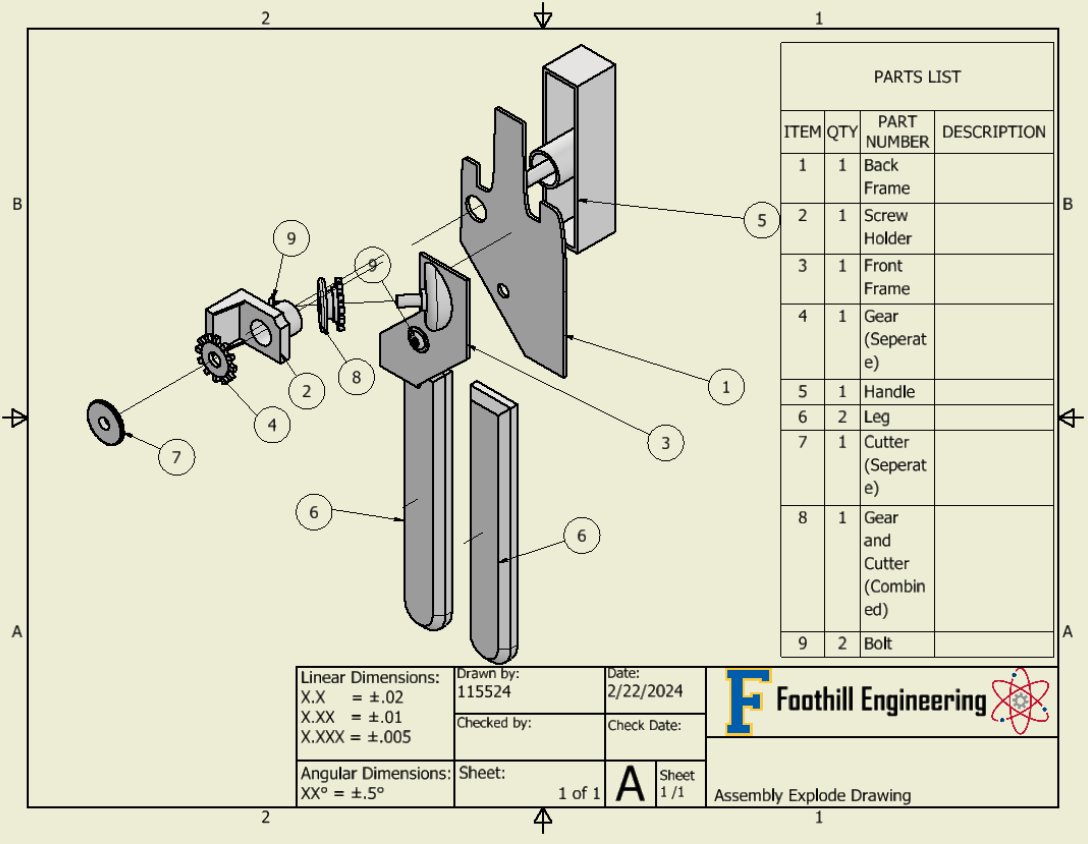 2
1
PARTS LIST
ITEM QTY PART NUMBER DESCRIPTION
1 1 Back
Frame
2 1 Screw
Holder
3 1 Front
Frame
4 1 Gear
(Seperat
e)
5 1 Handle
6 2 Leg
7 1 Cutter
(Seperat
e)
8 1 Gear
and
Cutter
(Combin
ed)
9 2 Bolt
B
B
5
9
9
8
2
1
4
3
7
6
6
A
A
Linear Dimensions:
X.X = ±.02
X.XX = ±.01
X.XXX = ±.005
Angular Dimensions:
XX° = ±.5°
Drawn by:
115524
Checked by:
Sheet:
1 of 1
Date:
2/22/2024
Check Date:
A
Sheet
1 /1
F Foothill Engineering
Assembly Explode Drawing
2
1